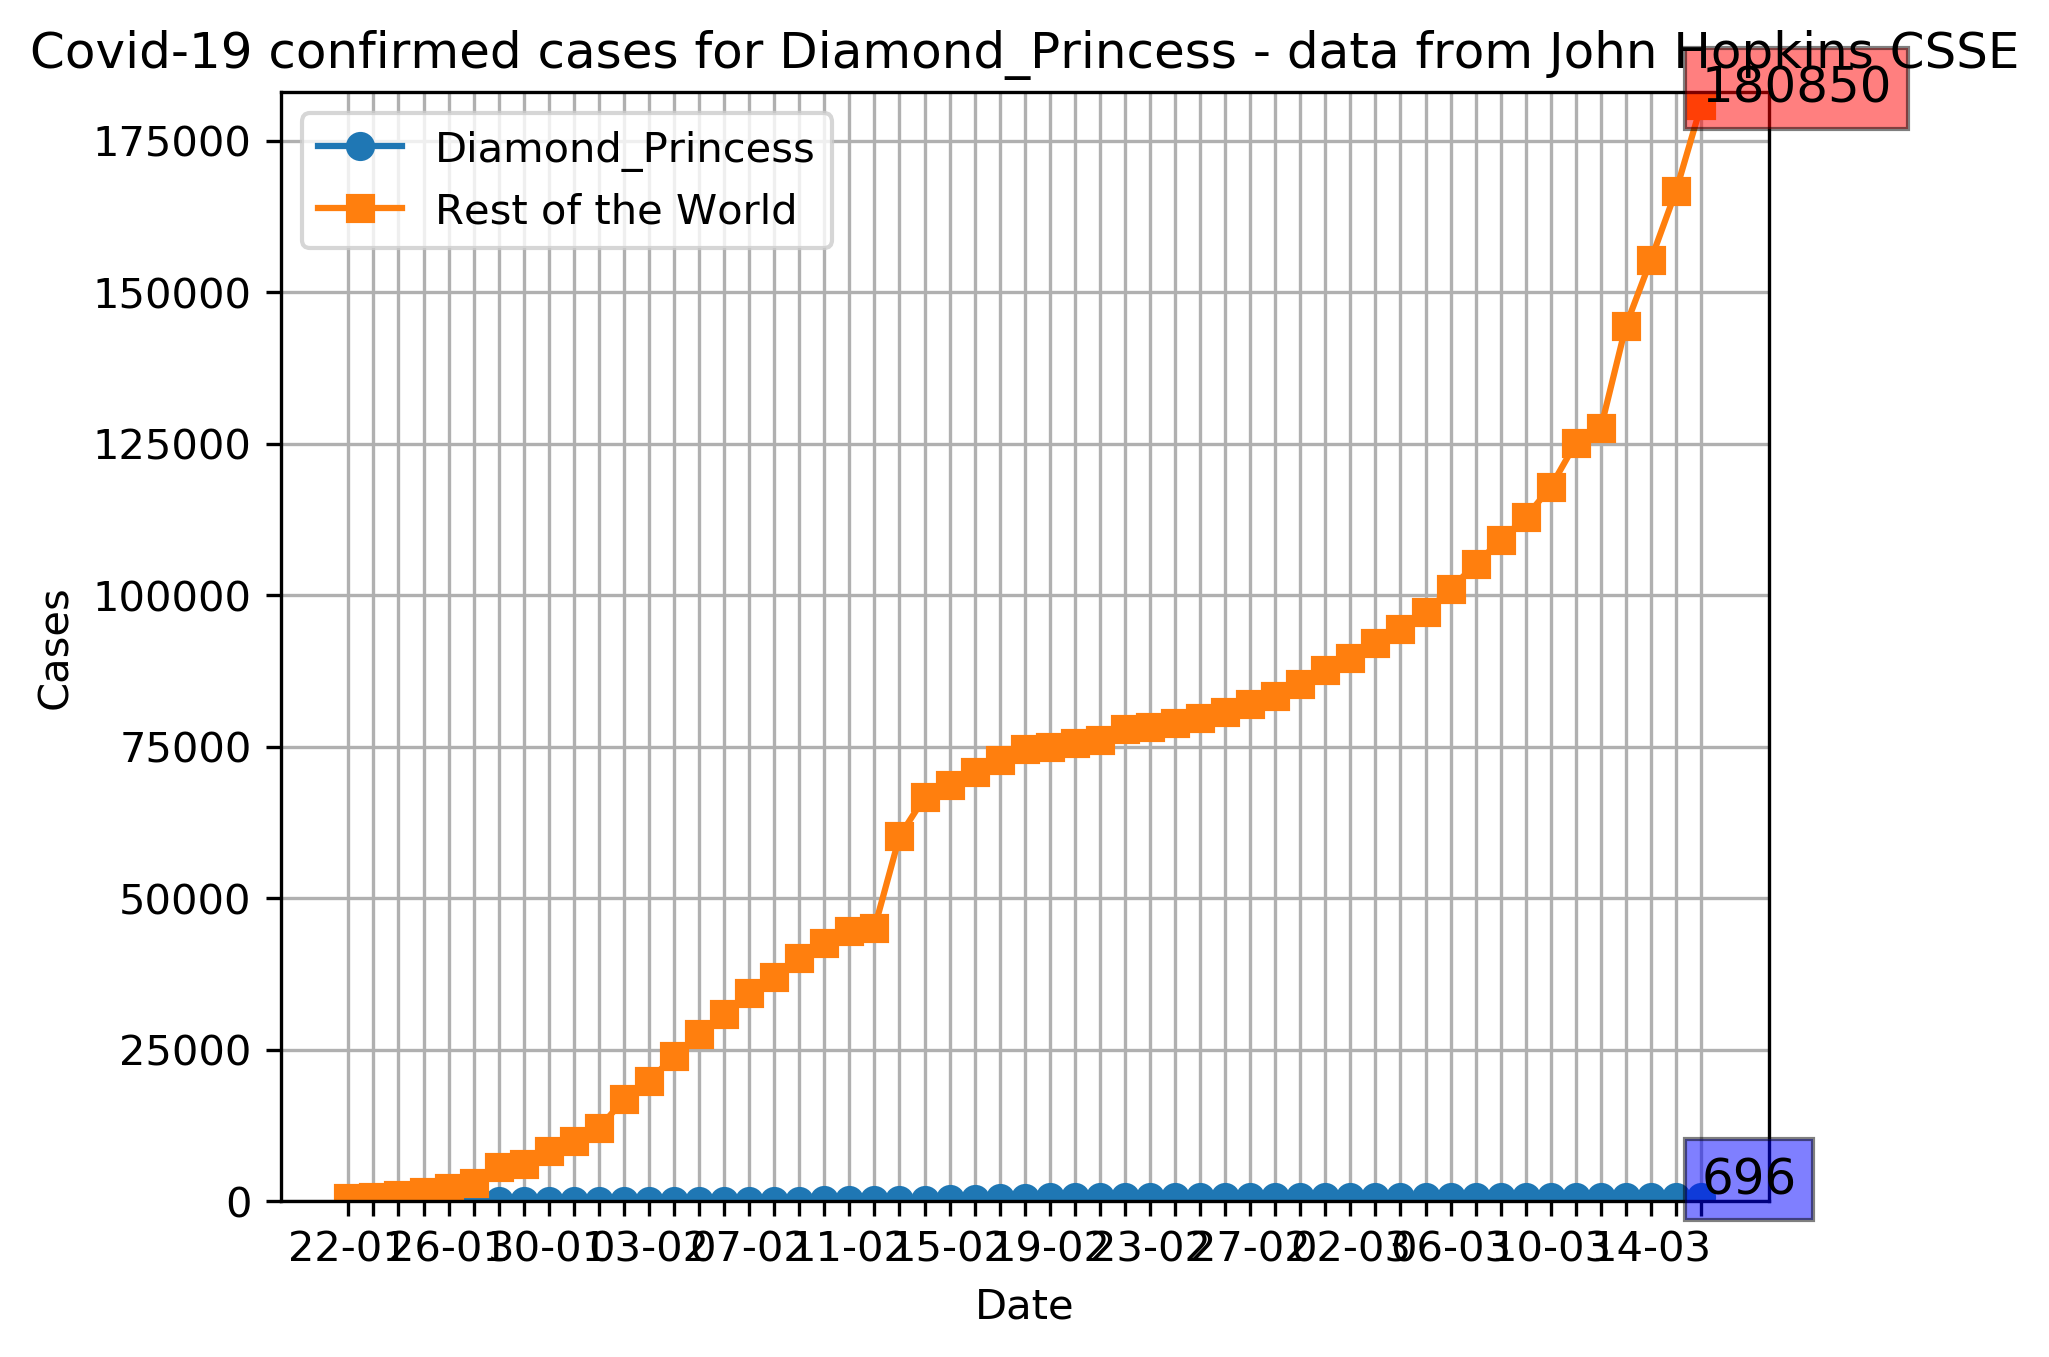 Covid-19 confirmed cases for Diamond_Princess - data from John Hopkins CSSE
180850
Diamond_Princess
Rest of the World
175000
150000
125000
100000
75000
50000
25000
0
Cases
696
22-01 26-01 30-01 03-02 07-02 11-02 15-02 19-02 23-02 27-02 02-03 06-03 10-03 14-03
Date